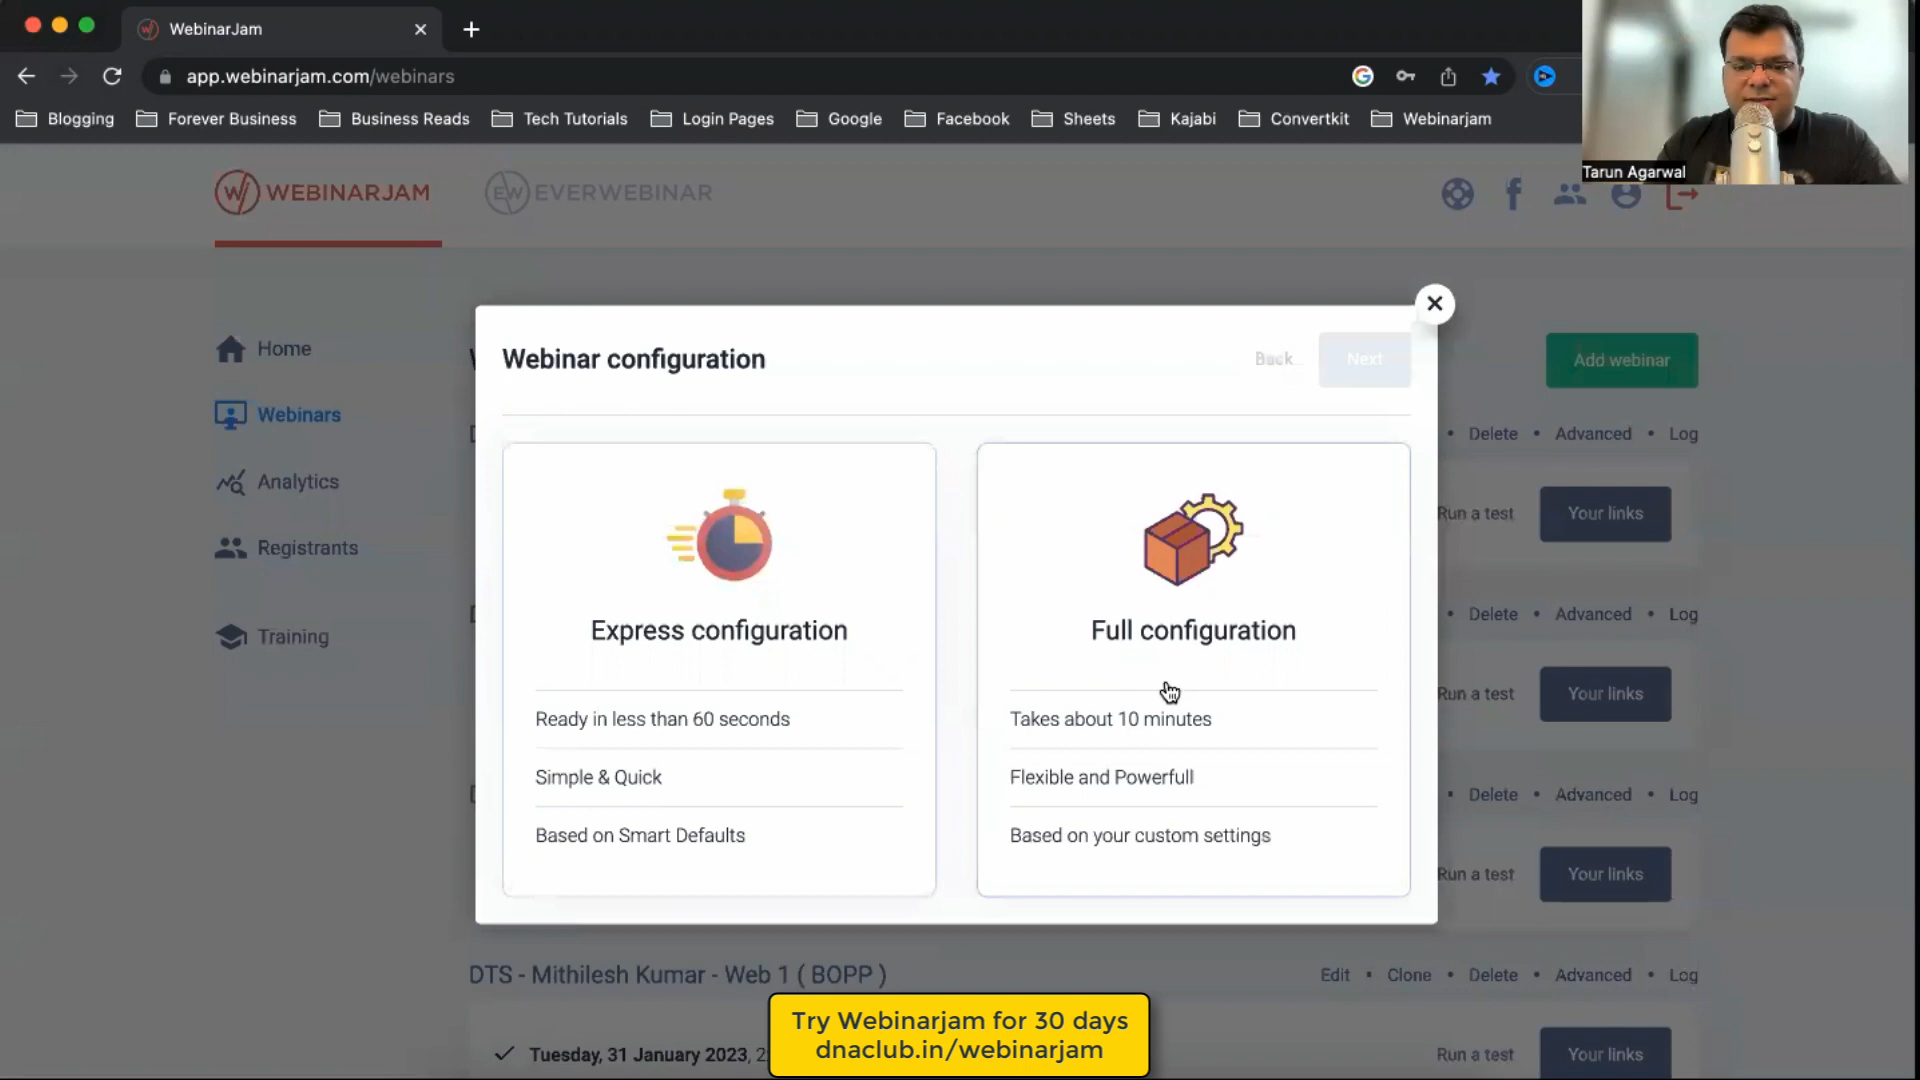 WebinarJam
app.webinarjam.com/webinars
Blogging
Forever Business
Business Reads
Tech Tutorials
Login Pages
Google
Facebook
Sheets
Kajabi
Convertkit
Webinarjam
Tarun Agarwal
WEBINARJAM
EVERWEBINAR
Home
Webinars
Analytics
Registrants
Training
Webinar configuration
Back
Next
Add webinar
Express configuration
Ready in less than 60 seconds
Simple & Quick
Based on Smart Defaults
Full configuration
Takes about 10 minutes
Flexible and Powerfull
Based on your custom settings
• Delete • Advanced • Log
Run a test Your links
• Delete • Advanced • Log
Run a test Your links
• Delete • Advanced • Log
Run a test Your links
DTS - Mithilesh Kumar - Web 1 ( BOPP )
Edit • Clone • Delete • Advanced • Log
Tuesday, 31 January 2023,
Run a test Your links
Try Webinarjam for 30 days
dnaclub.in/webinarjam